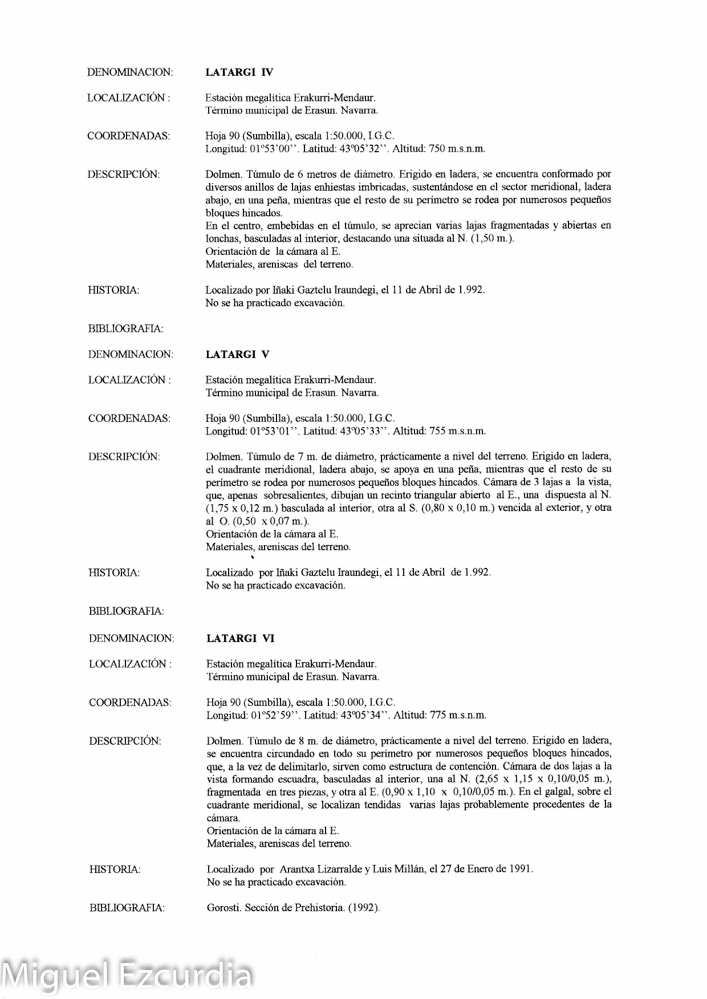 DENOMINACION: LATARGI IV
LOCALIZACIÓN : Estación megalítica Erakurri-Mendaur.
Término municipal de Erasun. Navarra.
COORDENADAS: Hoja 90 (Sumbilla), escala 1:50.000, I.G.C.
Longitud: 01º53'00''. Latitud: 43º05'32''. Altitud: 750 m.s.n.m.
DESCRIPCIÓN: Dolmen. Túmulo de 6 metros de diámetro. Erigido en ladera, se encuentra conformado por
diversos anillos de lajas enhiestas imbricadas, sustentándose en el sector meridional, ladera
abajo, en una peña, mientras que el resto de su perímetro se rodea por numerosos pequeños
bloques hincados.
En el centro, embebidas en el túmulo, se aprecian varias lajas fragmentadas y abiertas en
lonchas, basculadas al interior, destacando una situada al N. (1,50 m.).
Orientación de la cámara al E.
Materiales, areniscas del terreno.
HISTORIA: Localizado por Iñaki Gaztelu Iraundegi, el 11 de Abril de 1.992.
No se ha practicado excavación.
BIBLIOGRAFIA:
DENOMINACION: LATARGI V
LOCALIZACIÓN : Estación megalítica Erakurri-Mendaur.
Término municipal de Erasun. Navarra.
COORDENADAS: Hoja 90 (Sumbilla), escala 1:50.000, I.G.C.
Longitud: 01º53'01''. Latitud: 43º05'33''. Altitud: 755 m.s.n.m.
DESCRIPCIÓN: Dolmen. Túmulo de 7 m. de diámetro, prácticamente a nivel del terreno. Erigido en ladera,
el cuadrante meridional, ladera abajo, se apoya en una peña, mientras que el resto de su
perímetro se rodea por numerosos pequeños bloques hincados. Cámara de 3 lajas a la vista,
que, apenas sobresalientes, dibujan un recinto triangular abierto al E., una dispuesta al N.
(1,75 x 0,12 m.) basculada al interior, otra al S. (0,80 x 0,10 m.) vencida al exterior, y otra
al O. (0,50 x 0,07 m.).
Orientación de la cámara al E.
Materiales, areniscas del terreno.
HISTORIA: Localizado por Iñaki Gaztelu Iraundegi, el 11 de Abril de 1.992.
No se ha practicado excavación.
BIBLIOGRAFIA:
DENOMINACION: LATARGI VI
LOCALIZACIÓN : Estación megalítica Erakurri-Mendaur.
Término municipal de Erasun. Navarra.
COORDENADAS: Hoja 90 (Sumbilla), escala 1:50.000, I.G.C.
Longitud: 01º52'59''. Latitud: 43º05'34''. Altitud: 775 m.s.n.m.
DESCRIPCIÓN: Dolmen. Túmulo de 8 m. de diámetro, prácticamente a nivel del terreno. Erigido en ladera,
se encuentra circundado en todo su perímetro por numerosos pequeños bloques hincados,
que, a la vez de delimitarlo, sirven como estructura de contención. Cámara de dos lajas a la
vista formando escuadra, basculadas al interior, una al N. (2,65 x 1,15 x 0,10/0,05 m.),
fragmentada en tres piezas, y otra al E. (0,90 x 1,10 x 0,10/0,05 m.). En el galgal, sobre el
cuadrante meridional, se localizan tendidas varias lajas probablemente procedentes de la
cámara.
Orientación de la cámara al E.
Materiales, areniscas del terreno.
HISTORIA: Localizado por Arantxa Lizarralde y Luis Millán, el 27 de Enero de 1991.
No se ha practicado excavación.
BIBLIOGRAFIA: Gorosti. Sección de Prehistoria. (1992).
Miguel Ezcurdia